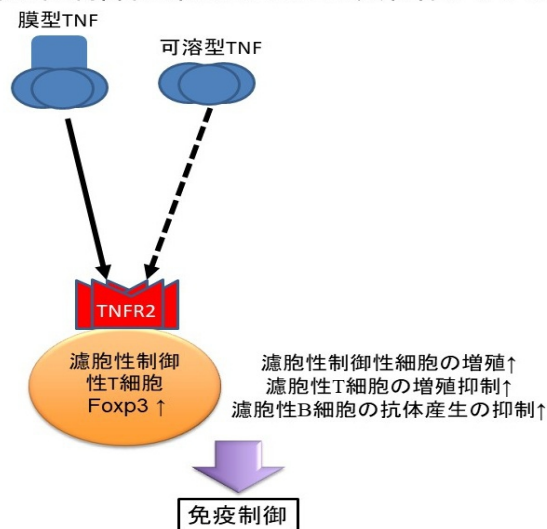 膜型TNF
可溶型TNF
TNFR2
濾胞性制御
性T細胞
Foxp3 ↑
濾胞性制御性細胞の増殖↑
濾胞性T細胞の増殖抑制↑
濾胞性B細胞の抗体産生の抑制↑
免疫制御